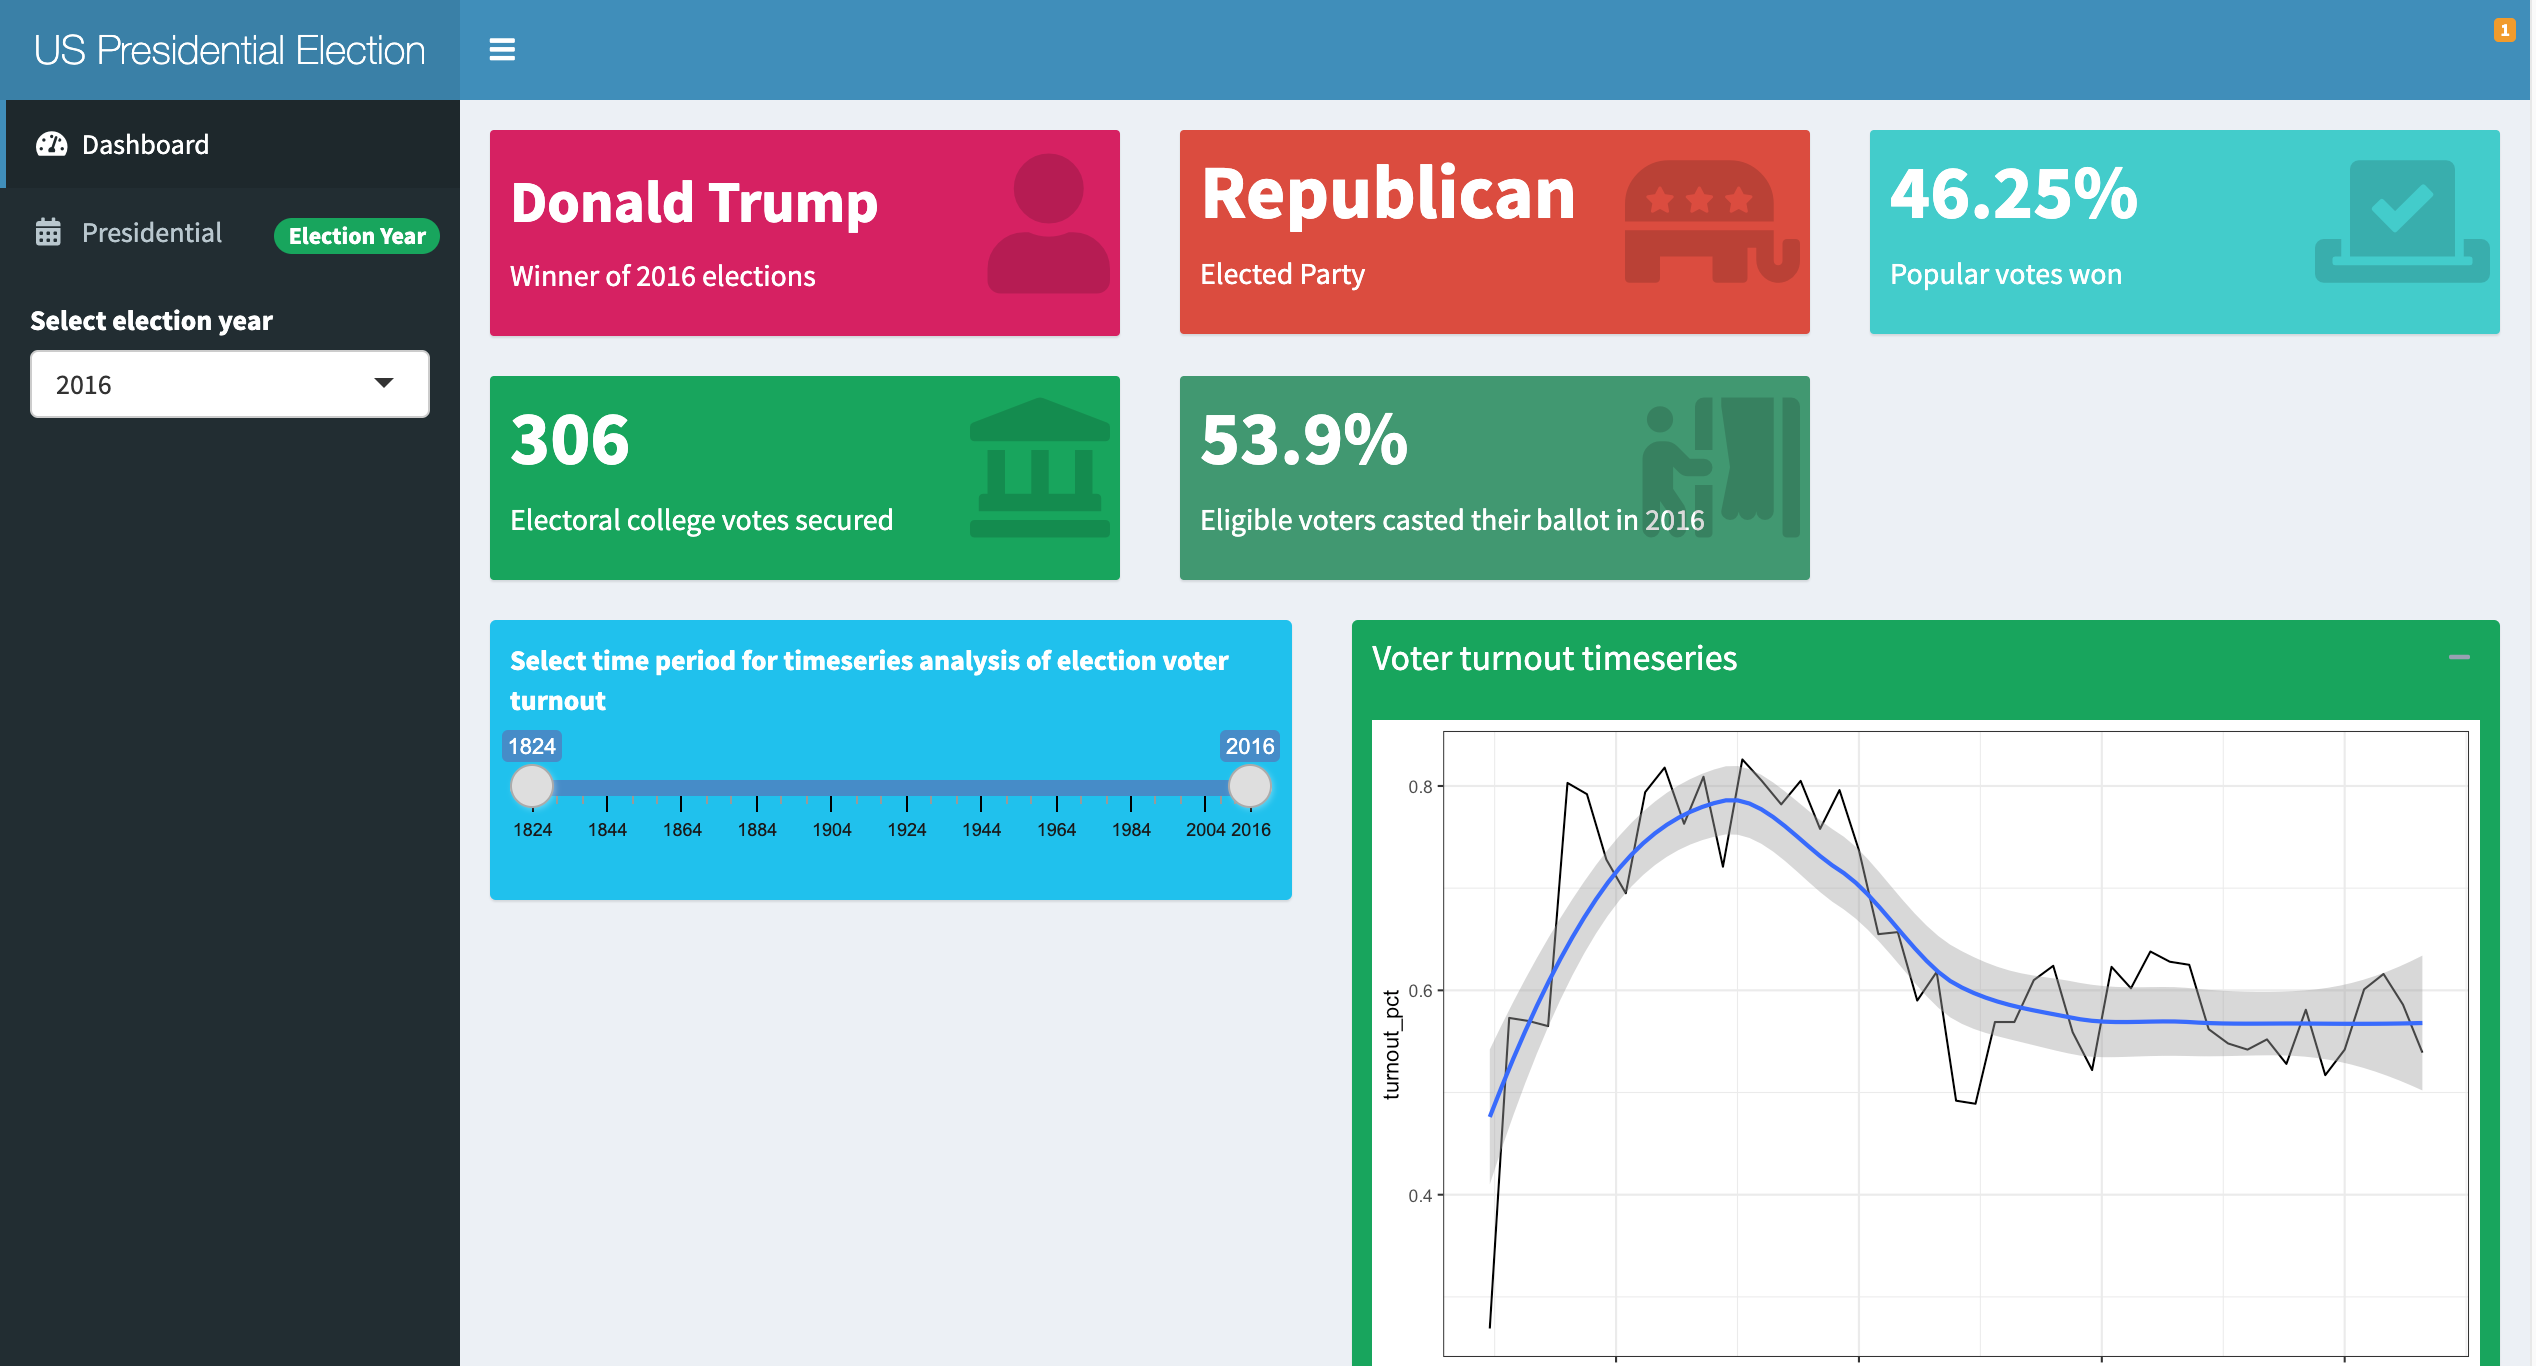 US Presidential Election
1
Dashboard
Presidential
Election Year
Select election year
2016
Donald Trump
Winner of 2016 elections
Republican
Elected Party
46.25%
Popular votes won
306
Electoral college votes secured
53.9%
Eligible voters casted their ballot in 2016
Select time period for timeseries analysis of election voter
turnout
1824 2016
1824 1844 1864 1884 1904 1924 1944 1964 1984 2004 2016
Voter turnout timeseries
0.8
0.6
0.4
turnout_pct